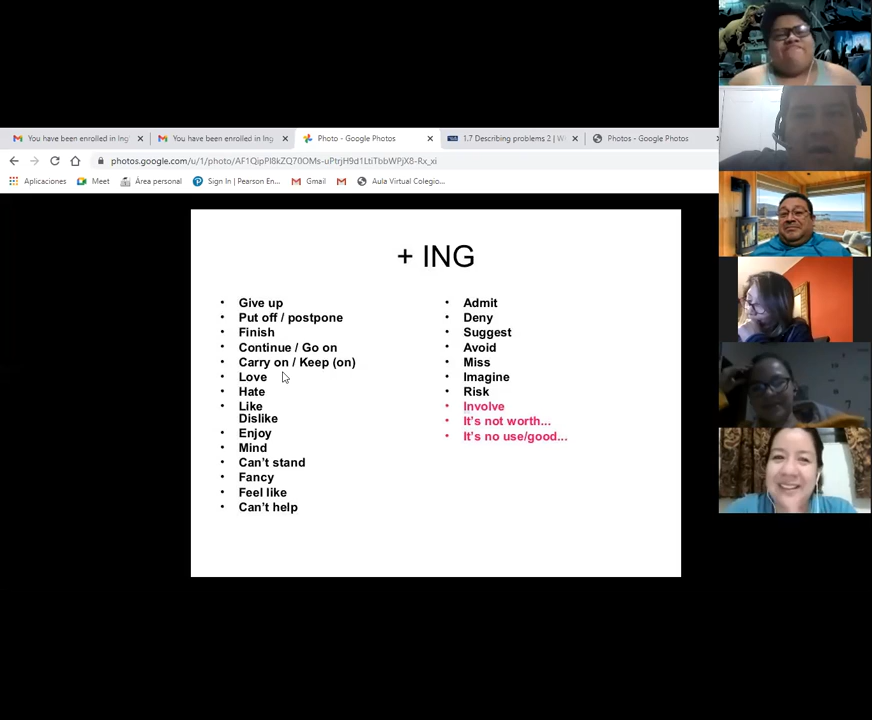 You have been enrolled in Ing
You have been enrolled in Ing
Photo - Google Photos
1.7 Describing problems 2 | W
Photos - Google Photos
photos.google.com/u/1/photo/AF1QipPl8kZQ70OMs-uPtrjH9d1LtiTbbWPjX8-Rx_xi
Aplicaciones
Meet
Área personal
Sign In | Pearson En...
Gmail
Aula Virtual Colegio...
+ ING
• Give up
• Put off / postpone
• Finish
• Continue / Go on
• Carry on / Keep (on)
• Love
• Hate
• Like
Dislike
• Enjoy
• Mind
• Can't stand
• Fancy
• Feel like
• Can't help
• Admit
• Deny
• Suggest
• Avoid
• Miss
• Imagine
• Risk
• Involve
• It's not worth...
• It's no use/good...